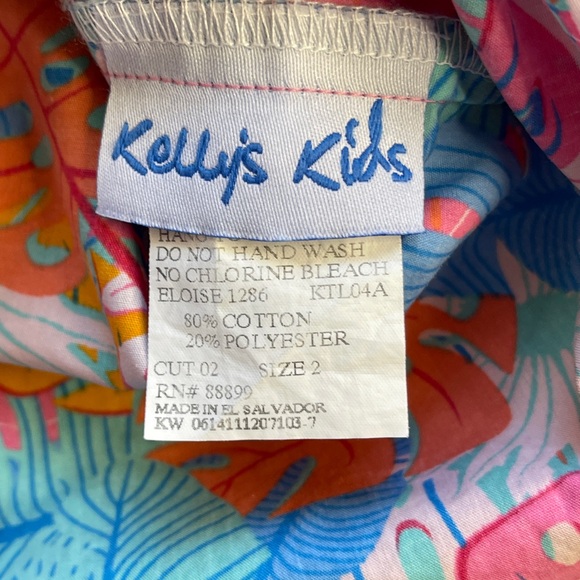 Kelly's Kids
DO NOT HAND WASH
NO CHLORINE BLEACH
ELOISE 1286 KTL04A
80% COTTON
20% POLYESTER
CUT 02 SIZE 2
RN# 88899
MADE IN EL SALVADOR
KW 0614111207103-7